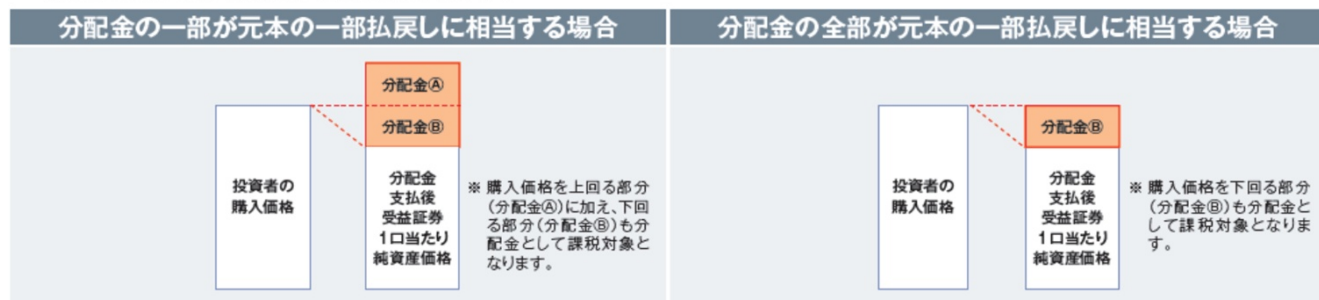 分配金の一部が元本の一部払戻しに相当する場合
分配金Ⓐ
分配金Ⓑ
投資者の
購入価格
分配金
支払後
受益証券
1口当たり
純資産価格
※ 購入価格を上回る部分
(分配金Ⓐ)に加え、下回
る部分(分配金Ⓑ)も分
配金として課税対象と
なります。
分配金の全部が元本の一部払戻しに相当する場合
分配金Ⓑ
投資者の
購入価格
分配金
支払後
受益証券
1口当たり
純資産価格
※ 購入価格を下回る部分
(分配金Ⓑ)も分配金と
して課税対象となりま
す。